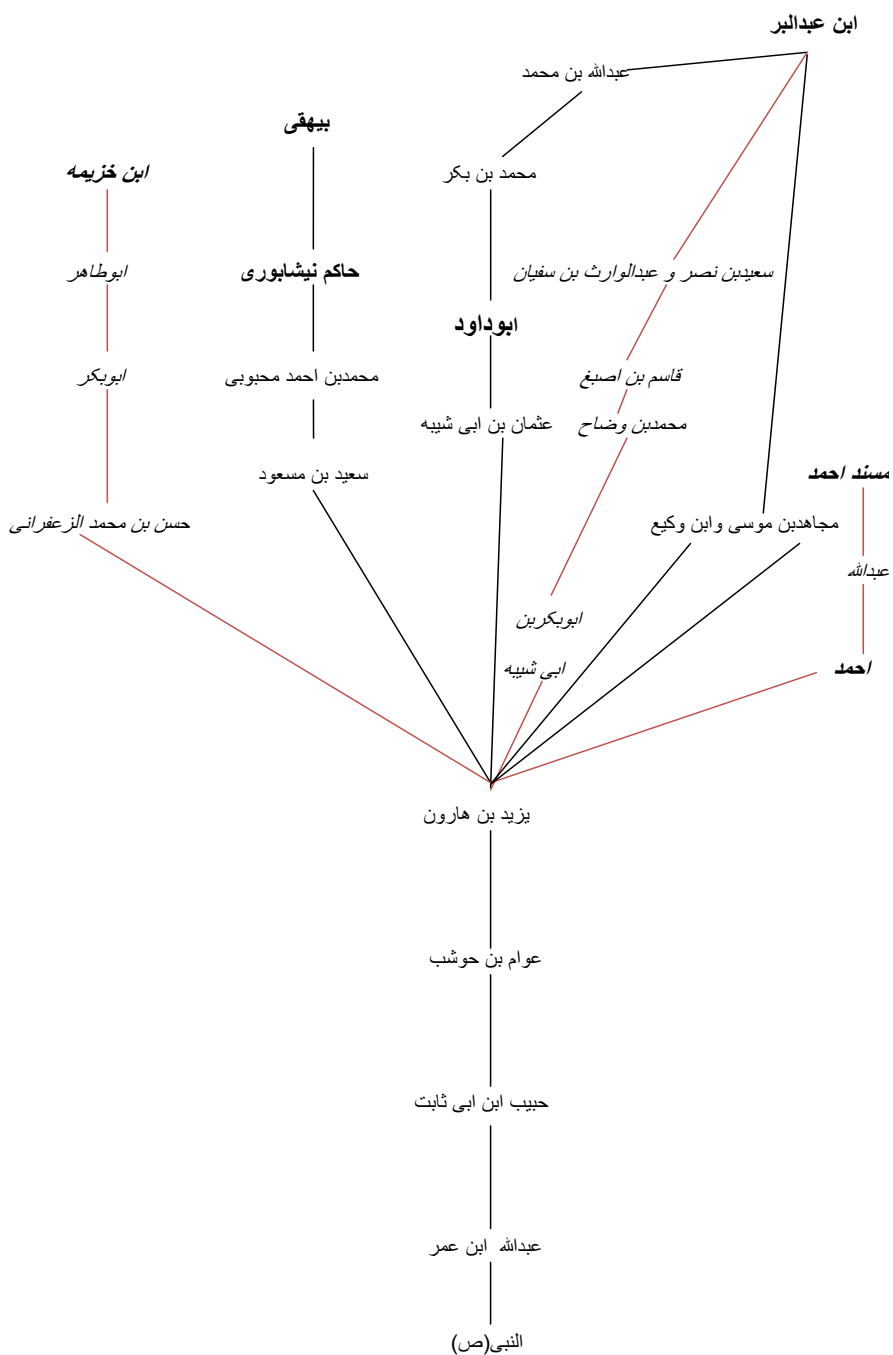 ابن عبدالبر
عبدالله بن محمد
بیهقی
ابن خزیمه
محمد بن بکر
ابوطاهر
حاکم نیشابوری
سعیدبن نصر و عبدالوارث بن سفیان
ابوداود
ابوبکر
محمدبن احمد محبوبی
قاسم بن اصبغ
عثمان بن ابی شیبه
محمدبن وضاح
سعید بن مسعود
مسند احمد
حسن بن محمد الزعفرانی
مجاهدبن موسی وابن وکیع
عبدالله
ابوبکربن
ابی شیبه
احمد
یزید بن هارون
عوام بن حوشب
حبیب ابن ابی ثابت
عبدالله ابن عمر
النبی(ص)